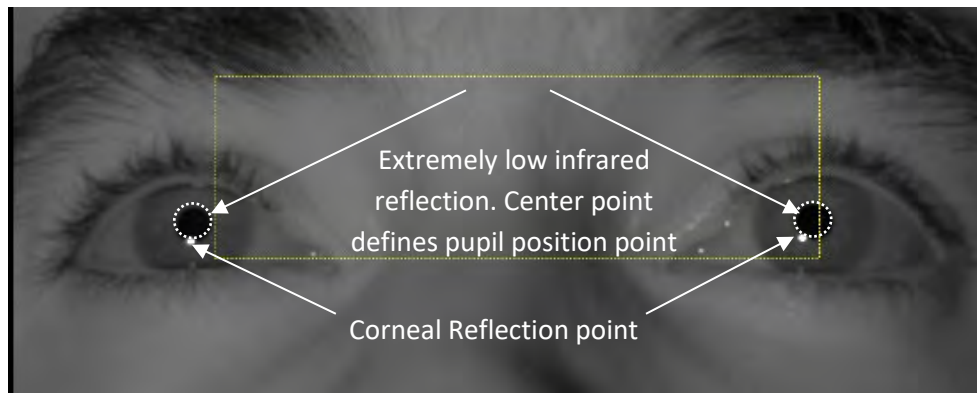 Extremely low infrared
reflection. Center point
defines pupil position point
Corneal Reflection point